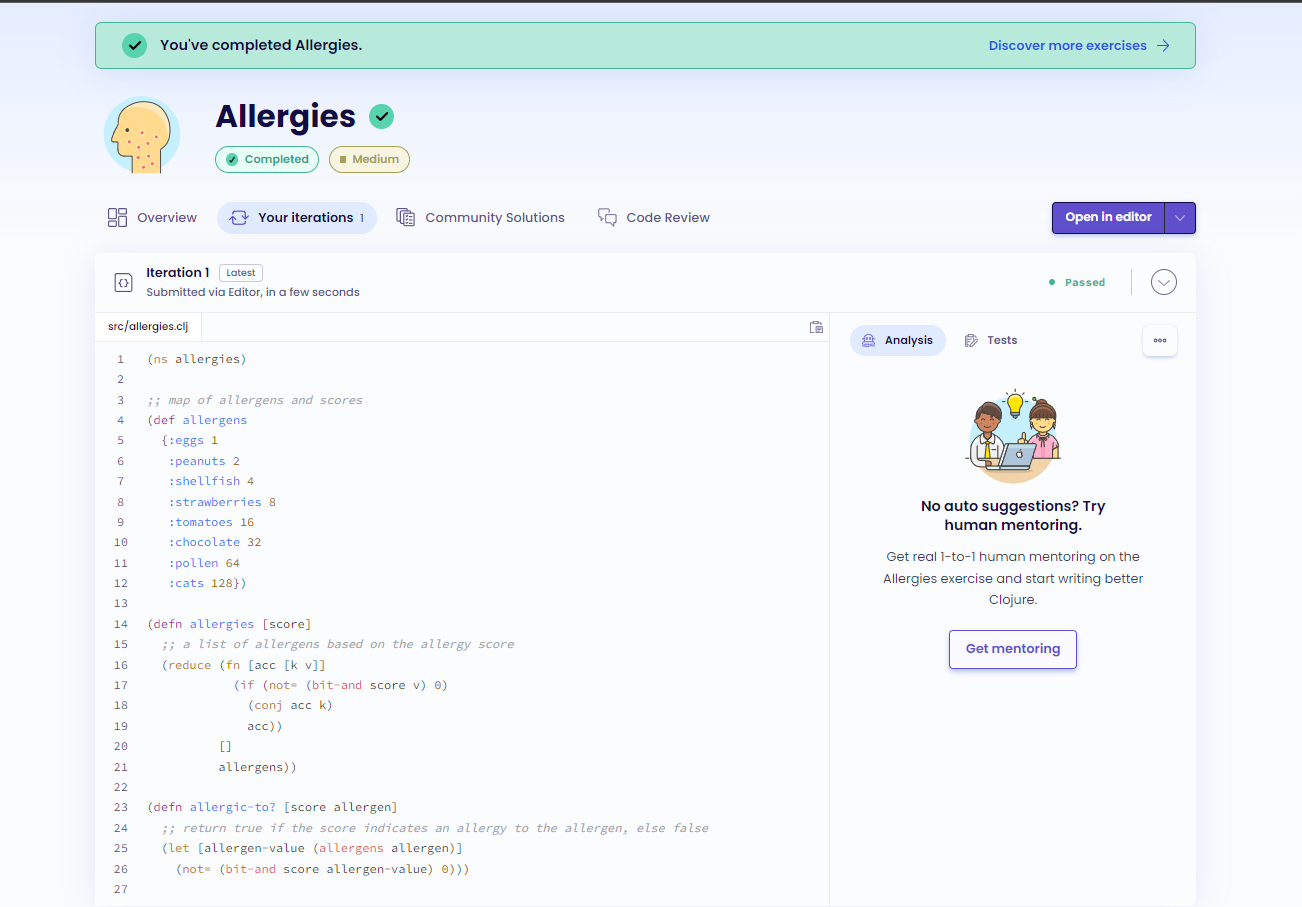 You've completed Allergies.
Discover more exercises
Allergies
Completed
Medium
Overview
Your iterations 1
Community Solutions
Code Review
Open in editor
Iteration 1 Latest
Submitted via Editor, in a few seconds
Passed
src/allergies.clj
1 (ns allergies)
2
3 ;; map of allergens and scores
4 (def allergens
5   {:eggs 1
6    :peanuts 2
7    :shellfish 4
8    :strawberries 8
9    :tomatoes 16
10    :chocolate 32
11    :pollen 64
12    :cats 128})
13
14 (defn allergies [score]
15   ;; a list of allergens based on the allergy score
16   (reduce (fn [acc [k v]]
17             (if (not= (bit-and score v) 0)
18               (conj acc k)
19               acc))
20           []
21           allergens))
22
23 (defn allergic-to? [score allergen]
24   ;; return true if the score indicates an allergy to the allergen, else false
25   (let [allergen-value (allergens allergen)]
26     (not= (bit-and score allergen-value) 0)))
27
Analysis
Tests
No auto suggestions? Try
human mentoring.
Get real 1-to-1 human mentoring on the
Allergies exercise and start writing better
Clojure.
Get mentoring